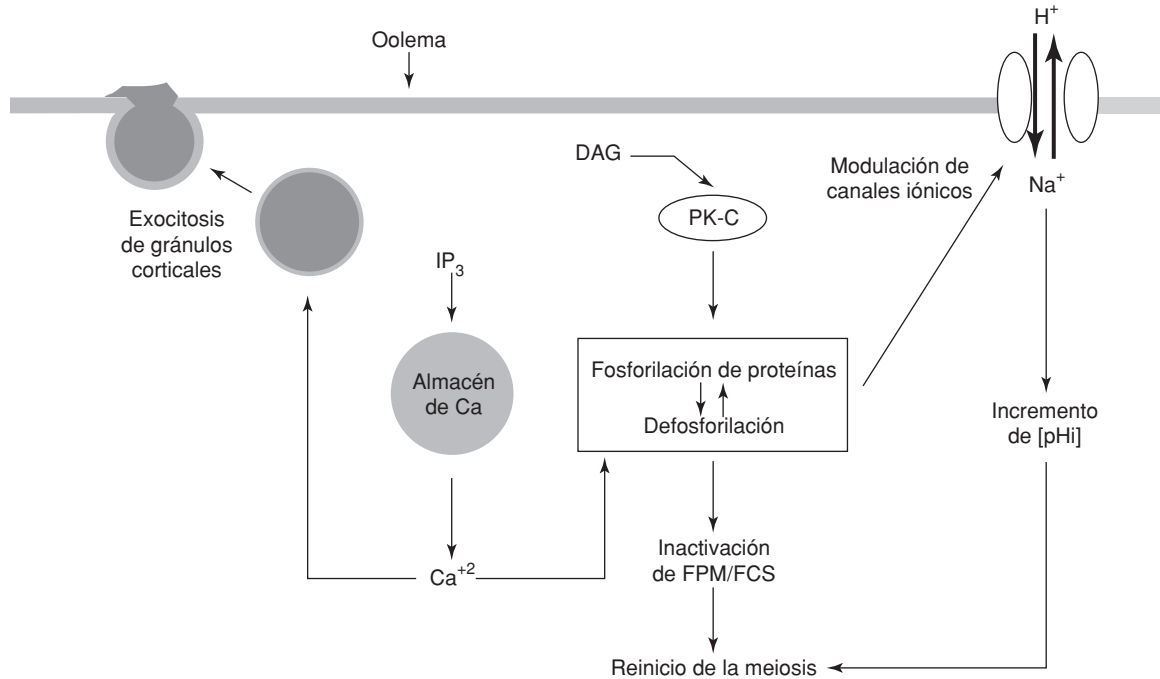 H+
Oolema
DAG
Modulación de
canales iónicos
Na+
PK-C
Exocitosis
de gránulos
corticales
IP3
Almacén
de Ca
Fosforilación de proteínas
Defosforilación
Incremento
de [pHi]
Inactivación
de FPM/FCS
Ca+2
Reinicio de la meiosis